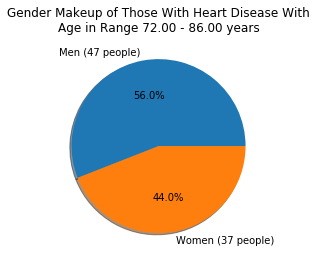 Gender Makeup of Those With Heart Disease With
Age in Range 72.00 - 86.00 years
Men (47 people)
56.0%
44.0%
Women (37 people)